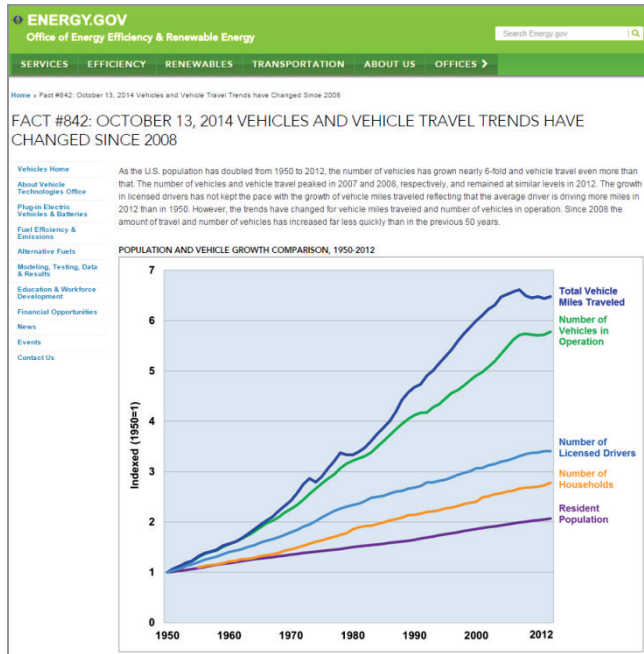 ENERGY.GOV
Office of Energy Efficiency & Renewable Energy
Search Energy.gov
SERVICES EFFICIENCY RENEWABLES TRANSPORTATION ABOUT US OFFICES
Home » Fact #842: October 13, 2014 Vehicles and Vehicle Travel Trends have Changed Since 2008
FACT #842: OCTOBER 13, 2014 VEHICLES AND VEHICLE TRAVEL TRENDS HAVE
CHANGED SINCE 2008
Vehicles Home
About Vehicle
Technologies Office
Plug-in Electric
Vehicles & Batteries
Fuel Efficiency &
Emissions
Alternative Fuels
Modeling, Testing, Data
& Results
Education & Workforce
Development
Financial Opportunities
News
Events
Contact Us
As the U.S. population has doubled from 1950 to 2012, the number of vehicles has grown nearly 6-fold and vehicle travel even more than
that. The number of vehicles and vehicle travel peaked in 2007 and 2008, respectively, and remained at similar levels in 2012. The growth
in licensed drivers has not kept the pace with the growth of vehicle miles traveled reflecting that the average driver is driving more miles in
2012 than in 1950. However, the trends have changed for vehicle miles traveled and number of vehicles in operation. Since 2008 the
amount of travel and number of vehicles has increased far less quickly than in the previous 50 years.
POPULATION AND VEHICLE GROWTH COMPARISON, 1950-2012
7
6
5
4
3
2
1
0
Indexed (1950=1)
1950 1960 1970 1980 1990 2000 2012
Total Vehicle
Miles Traveled
Number of
Vehicles in
Operation
Number of
Licensed Drivers
Number of
Households
Resident
Population